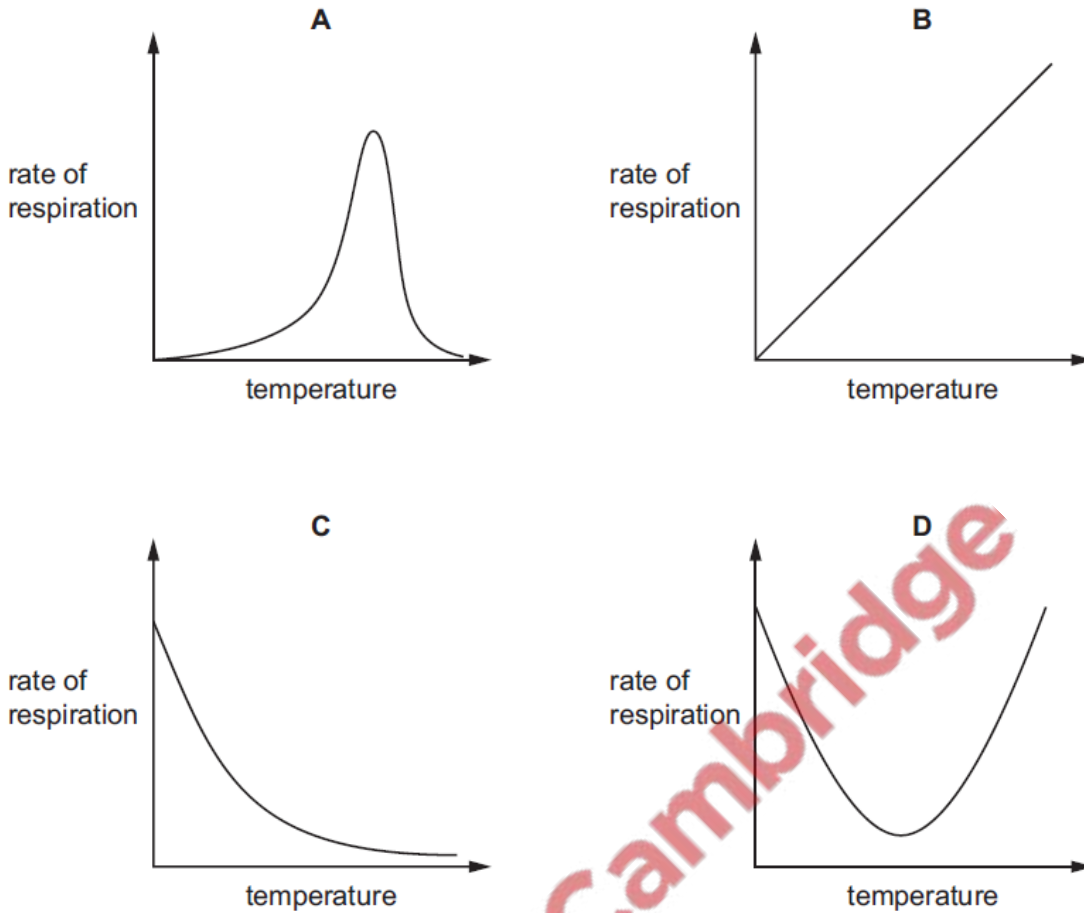 A
rate of
respiration
temperature
B
rate of
respiration
temperature
C
rate of
respiration
temperature
D
rate of
respiration
temperature
Cambridge